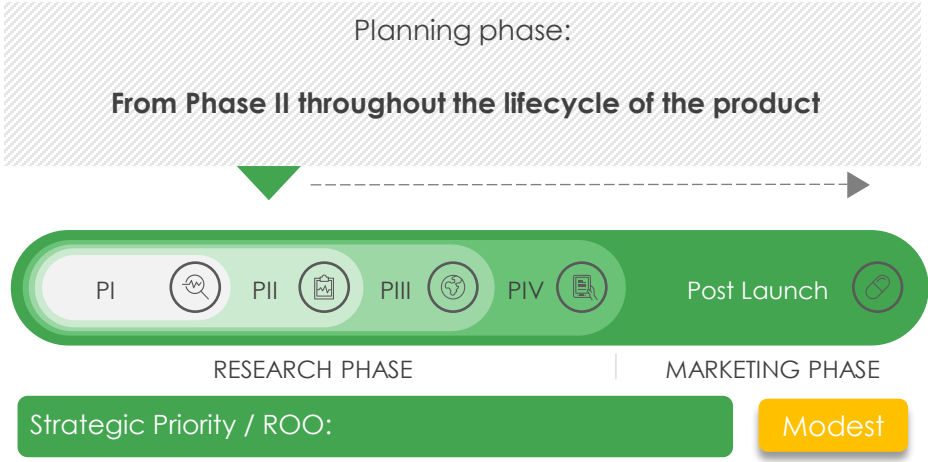 Planning phase:
From Phase II throughout the lifecycle of the product
PI PII PIII PIV Post Launch
RESEARCH PHASE MARKETING PHASE
Strategic Priority / ROO: Modest